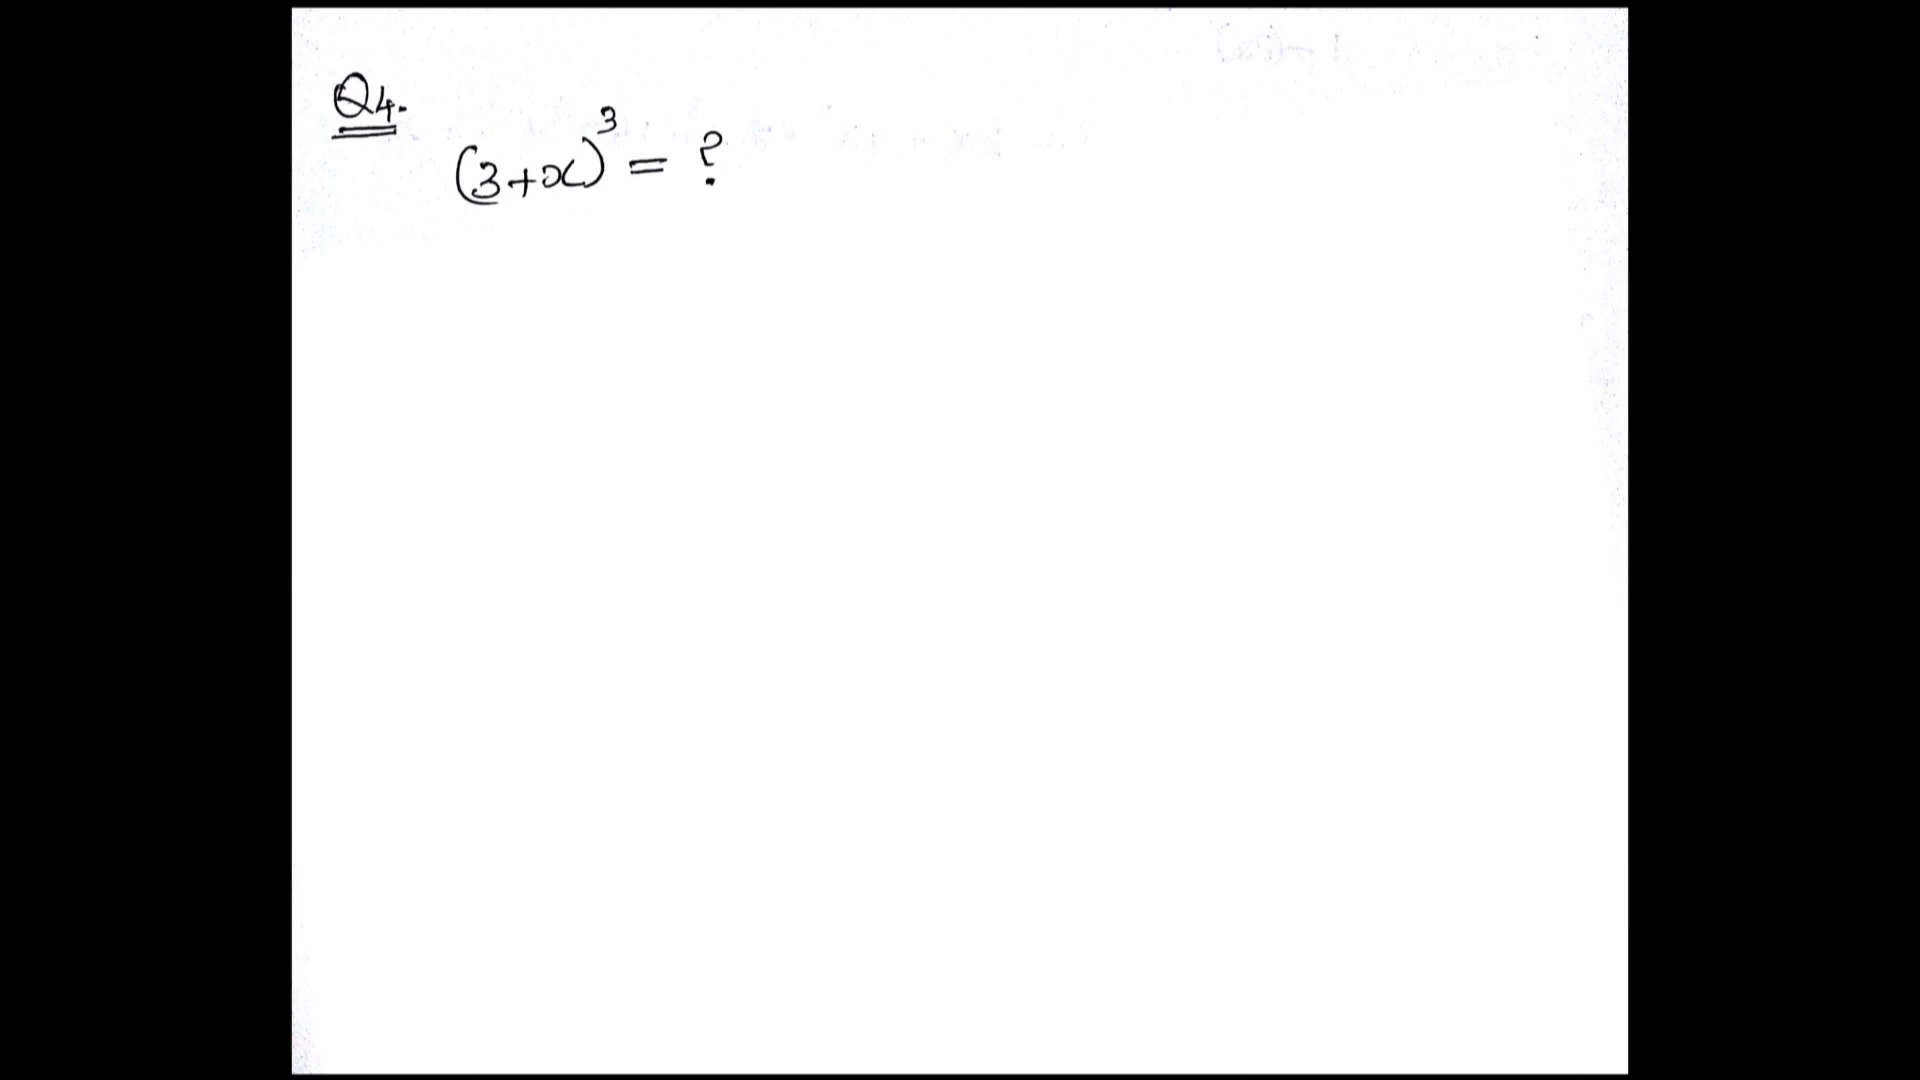 Q4.
(3+x)³ = ?